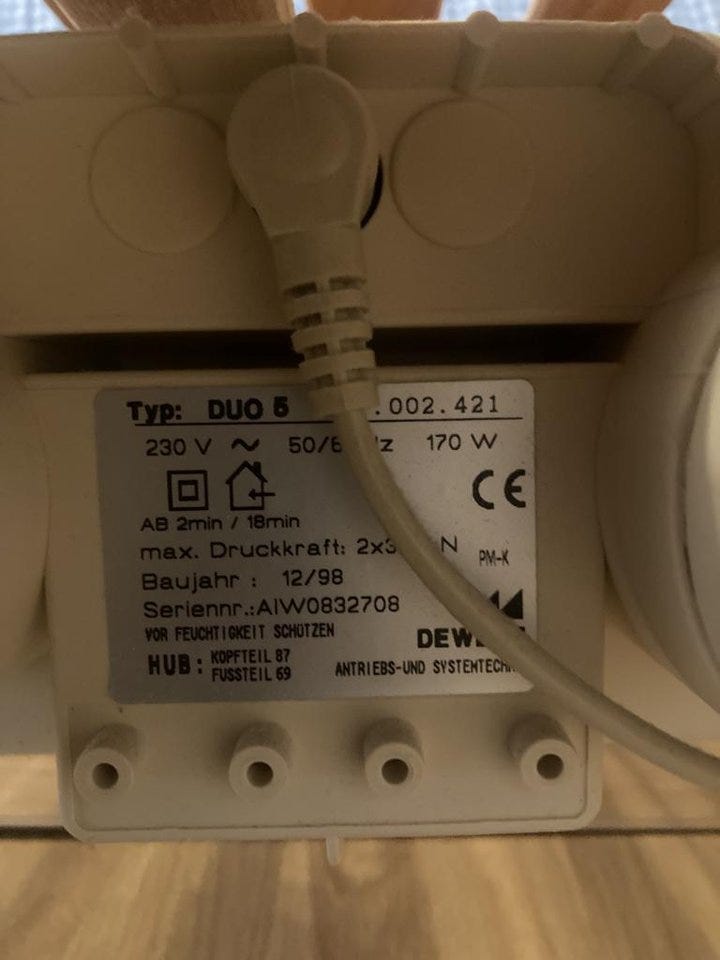 Typ: DUO 5 .002.421
230 V ~ 50/6 z 170 W
CE
AB 2min / 18min
max. Druckkraft: 2x3 N
PM-K
Baujahr : 12/98
Seriennr.:AIW0832708
VOR FEUCHTIGKEIT SCHÜTZEN
DEWE
HUB: KOPFTEIL 87
FUSSTEIL 69
ANTRIEBS-UND SYSTEMTECH